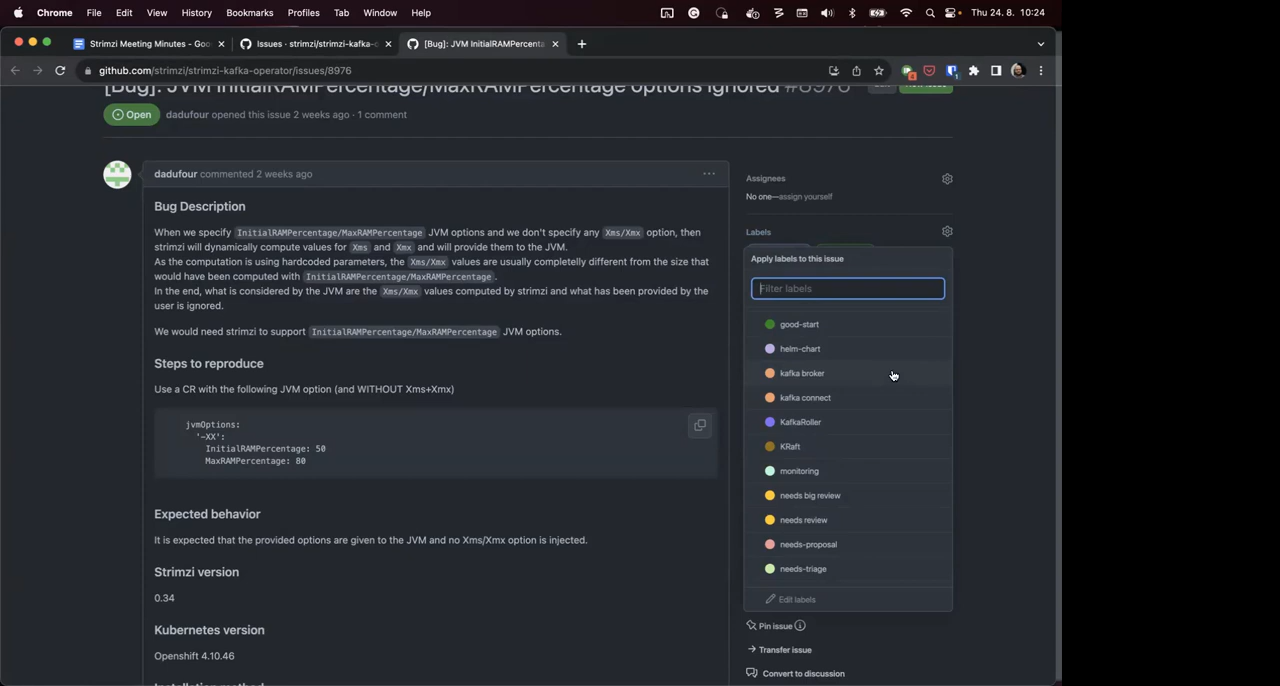 Chrome File Edit View History Bookmarks Profiles Tab Window Help Thu 24. 8. 10:24
Strimzi Meeting Minutes - Goo
Issues · strimzi/strimzi-kafka-o
[Bug]: JVM InitialRAMPercenta
github.com/strimzi/strimzi-kafka-operator/issues/8976
[Bug]: JVM InitialRAMPercentage/MaxRAMPercentage options ignored #8976
Open dadufour opened this issue 2 weeks ago · 1 comment
dadufour commented 2 weeks ago
Bug Description
When we specify InitialRAMPercentage/MaxRAMPercentage JVM options and we don't specify any Xms/Xmx option, then
strimzi will dynamically compute values for Xms and Xmx and will provide them to the JVM.
As the computation is using hardcoded parameters, the Xms/Xmx values are usually completelly different from the size that
would have been computed with InitialRAMPercentage/MaxRAMPercentage.
In the end, what is considered by the JVM are the Xms/Xmx values computed by strimzi and what has been provided by the
user is ignored.
We would need strimzi to support InitialRAMPercentage/MaxRAMPercentage JVM options.
Steps to reproduce
Use a CR with the following JVM option (and WITHOUT Xms+Xmx)
jvmOptions:
'-XX':
InitialRAMPercentage: 50
MaxRAMPercentage: 80
Expected behavior
It is expected that the provided options are given to the JVM and no Xms/Xmx option is injected.
Strimzi version
0.34
Kubernetes version
Openshift 4.10.46
Installation method
Assignees
No one—assign yourself
Labels
Apply labels to this issue
Filter labels
good-start
helm-chart
kafka broker
kafka connect
KafkaRoller
KRaft
monitoring
needs big review
needs review
needs-proposal
needs-triage
Edit labels
Pin issue
Transfer issue
Convert to discussion